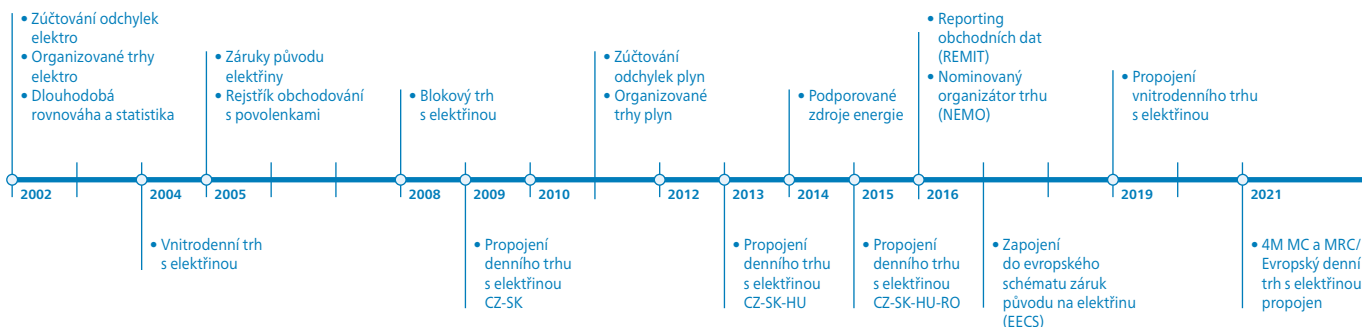 • Zúčtování odchylek
elektro
• Organizované trhy
elektro
• Dlouhodobá
rovnováha a statistika
• Záruky původu
elektřiny
• Rejstřík obchodování
s povolenkami
• Blokový trh
s elektřinou
• Zúčtování
odchylek plyn
• Organizované
trhy plyn
• Podporované
zdroje energie
• Reporting
obchodních dat
(REMIT)
• Nominovaný
organizátor trhu
(NEMO)
• Propojení
vnitrodenního trhu
s elektřinou
2002
2004
2005
2008
2009
2010
2012
2013
2014
2015
2016
2019
2021
• Vnitrodenní trh
s elektřinou
• Propojení
denního trhu
s elektřinou
CZ-SK
• Propojení
denního trhu
s elektřinou
CZ-SK-HU
• Propojení
denního trhu
s elektřinou
CZ-SK-HU-RO
• Zapojení
do evropského
schématu záruk
původu na elektřinu
(EECS)
• 4M MC a MRC/
Evropský denní
trh s elektřinou
propojen